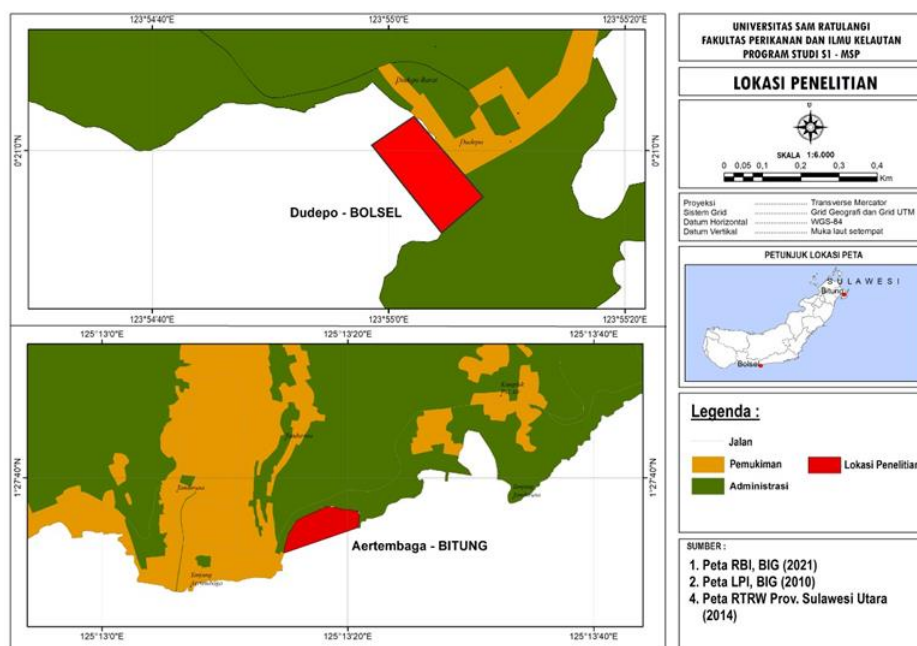 123°54'40"E
123°55'0"E
123°55'20"E
0°21'0"N
0°21'0"N
Dudepo Barat
Dudepo
Dudepo - BOLSEL
123°54'40"E
123°55'0"E
123°55'20"E
125°13'0"E
125°13'20"E
125°13'40"E
1°27'40"N
1°27'40"N
Tanjung
Aertembaga - BITUNG
125°13'0"E
125°13'20"E
125°13'40"E
UNIVERSITAS SAM RATULANGI
FAKULTAS PERIKANAN DAN ILMU KELAUTAN
PROGRAM STUDI S1 - MSP
LOKASI PENELITIAN
U
SKALA 1:6.000
0 0,05 0,1 0,2 0,3 0,4
Km
Proyeksi ................ Transverse Mercator
Sistem Grid ................ Grid Geografi dan Grid UTM
Datum Horizontal ................ WGS-84
Datum Vertikal ................ Muka laut setempat
PETUNJUK LOKASI PETA
SULAWESI
Bitung
Bolsel
Legenda :
Jalan
Pemukiman
Lokasi Penelitian
Administrasi
SUMBER :
1. Peta RBI, BIG (2021)
2. Peta LPI, BIG (2010)
4. Peta RTRW Prov. Sulawesi Utara
(2014)